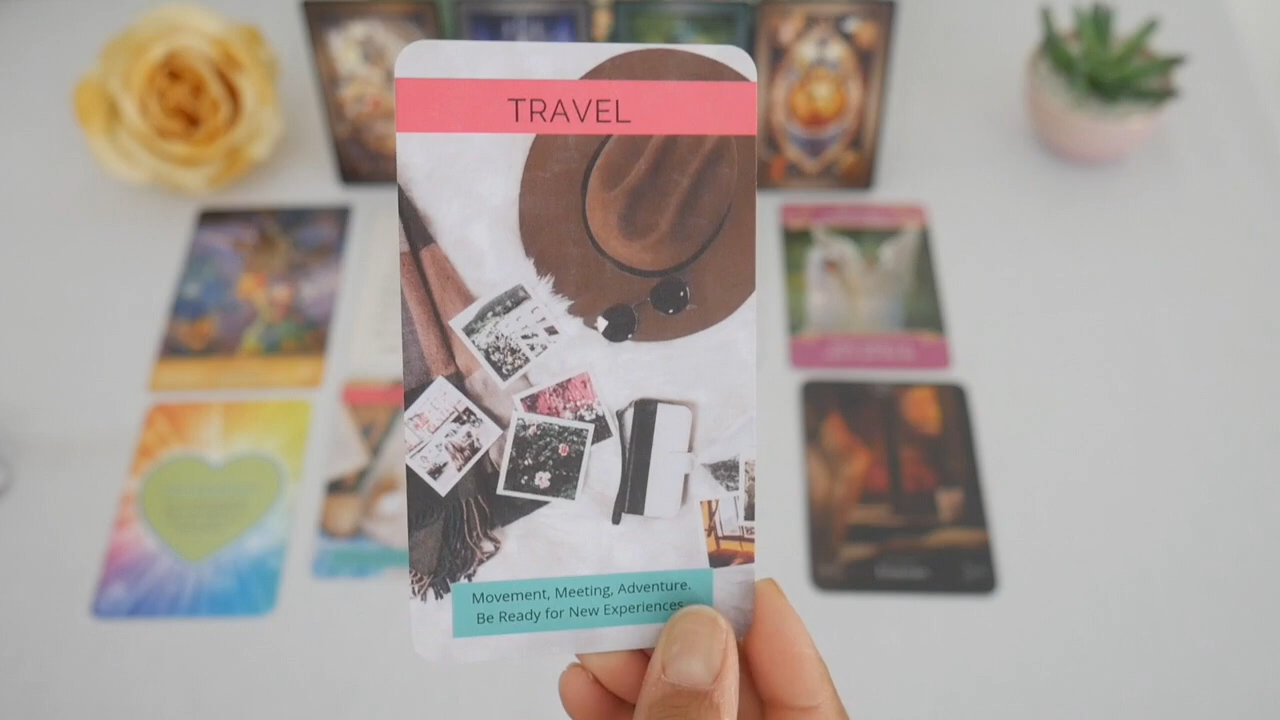 TRAVEL
Movement, Meeting, Adventure.
Be Ready for New Experiences